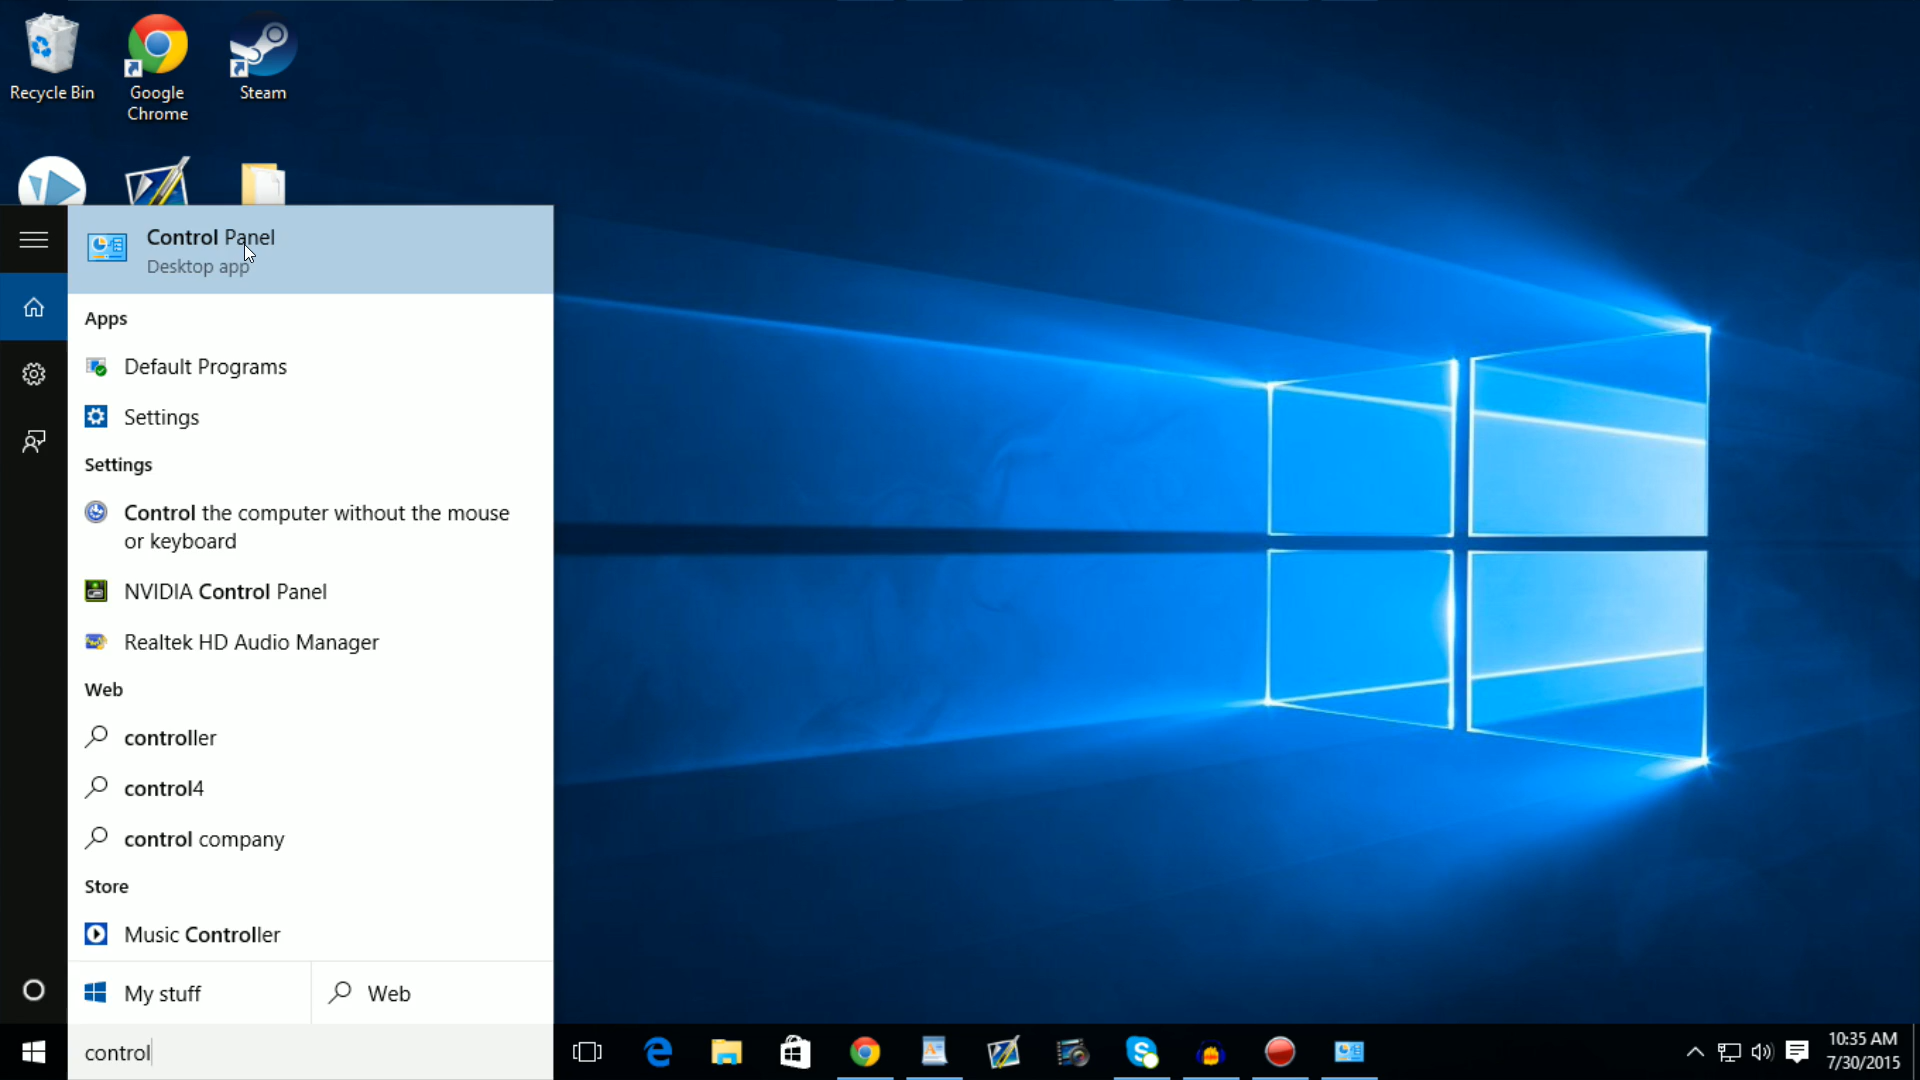 Recycle Bin
Google
Chrome
Steam
Control Panel
Desktop app
Apps
Default Programs
Settings
Settings
Control the computer without the mouse
or keyboard
NVIDIA Control Panel
Realtek HD Audio Manager
Web
controller
control4
control company
Store
Music Controller
My stuff
Web
control
10:35 AM
7/30/2015